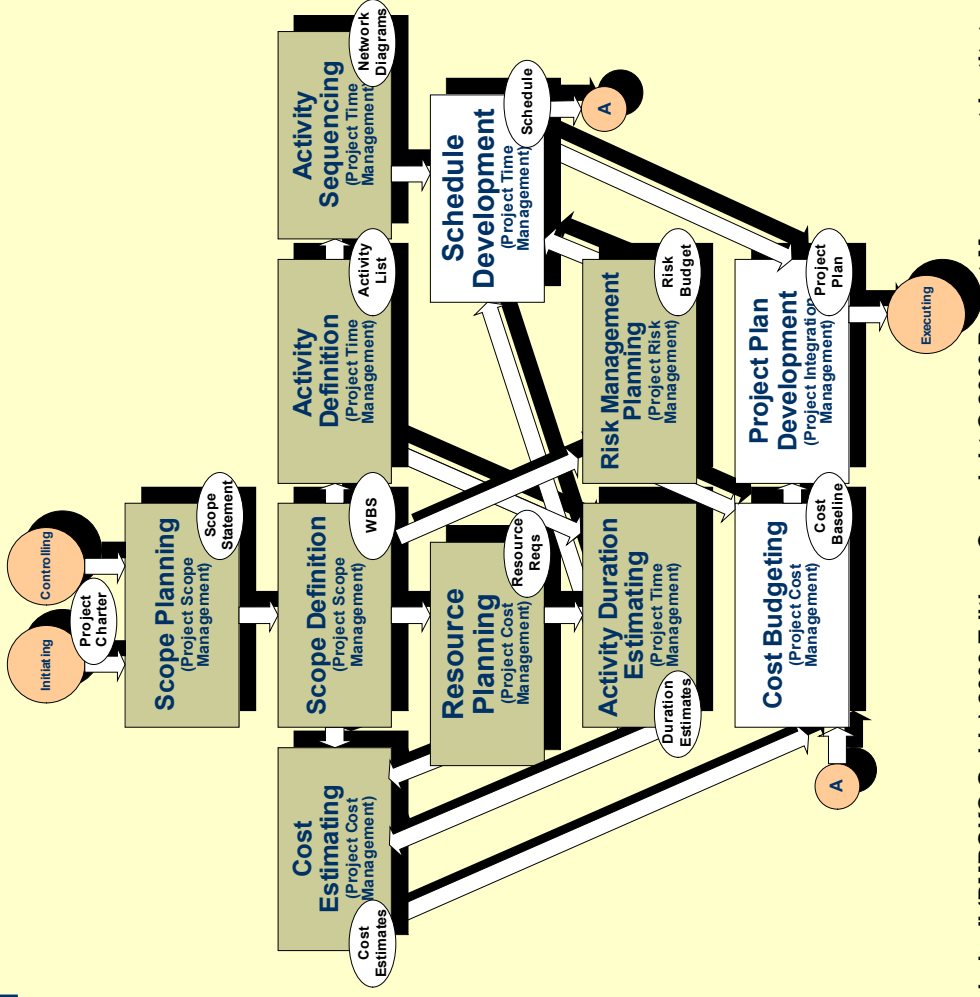 Initiating
Controlling
Project
Charter
Scope Planning
(Project Scope
Management)
Scope
Statement
Cost
Estimating
(Project Cost
Management)
Cost
Estimates
Scope Definition
(Project Scope
Management)
WBS
Activity
Definition
(Project Time
Management)
Activity
List
Activity
Sequencing
(Project Time
Management)
Network
Diagrams
Resource
Planning
(Project Cost
Management)
Resource
Reqs
Schedule
Development
(Project Time
Management)
Schedule
A
Activity Duration
Estimating
(Project Time
Management)
Duration
Estimates
Risk Management
Planning
(Project Risk
Management)
Risk
Budget
A
Cost Budgeting
(Project Cost
Management)
Cost
Baseline
Project Plan
Development
(Project Integration
Management)
Project
Plan
Executing